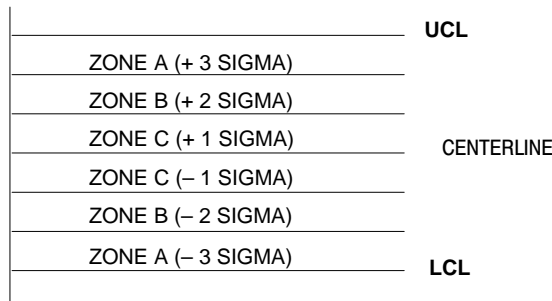 UCL
ZONE A (+ 3 SIGMA)
ZONE B (+ 2 SIGMA)
ZONE C (+ 1 SIGMA)
CENTERLINE
ZONE C (– 1 SIGMA)
ZONE B (– 2 SIGMA)
ZONE A (– 3 SIGMA)
LCL